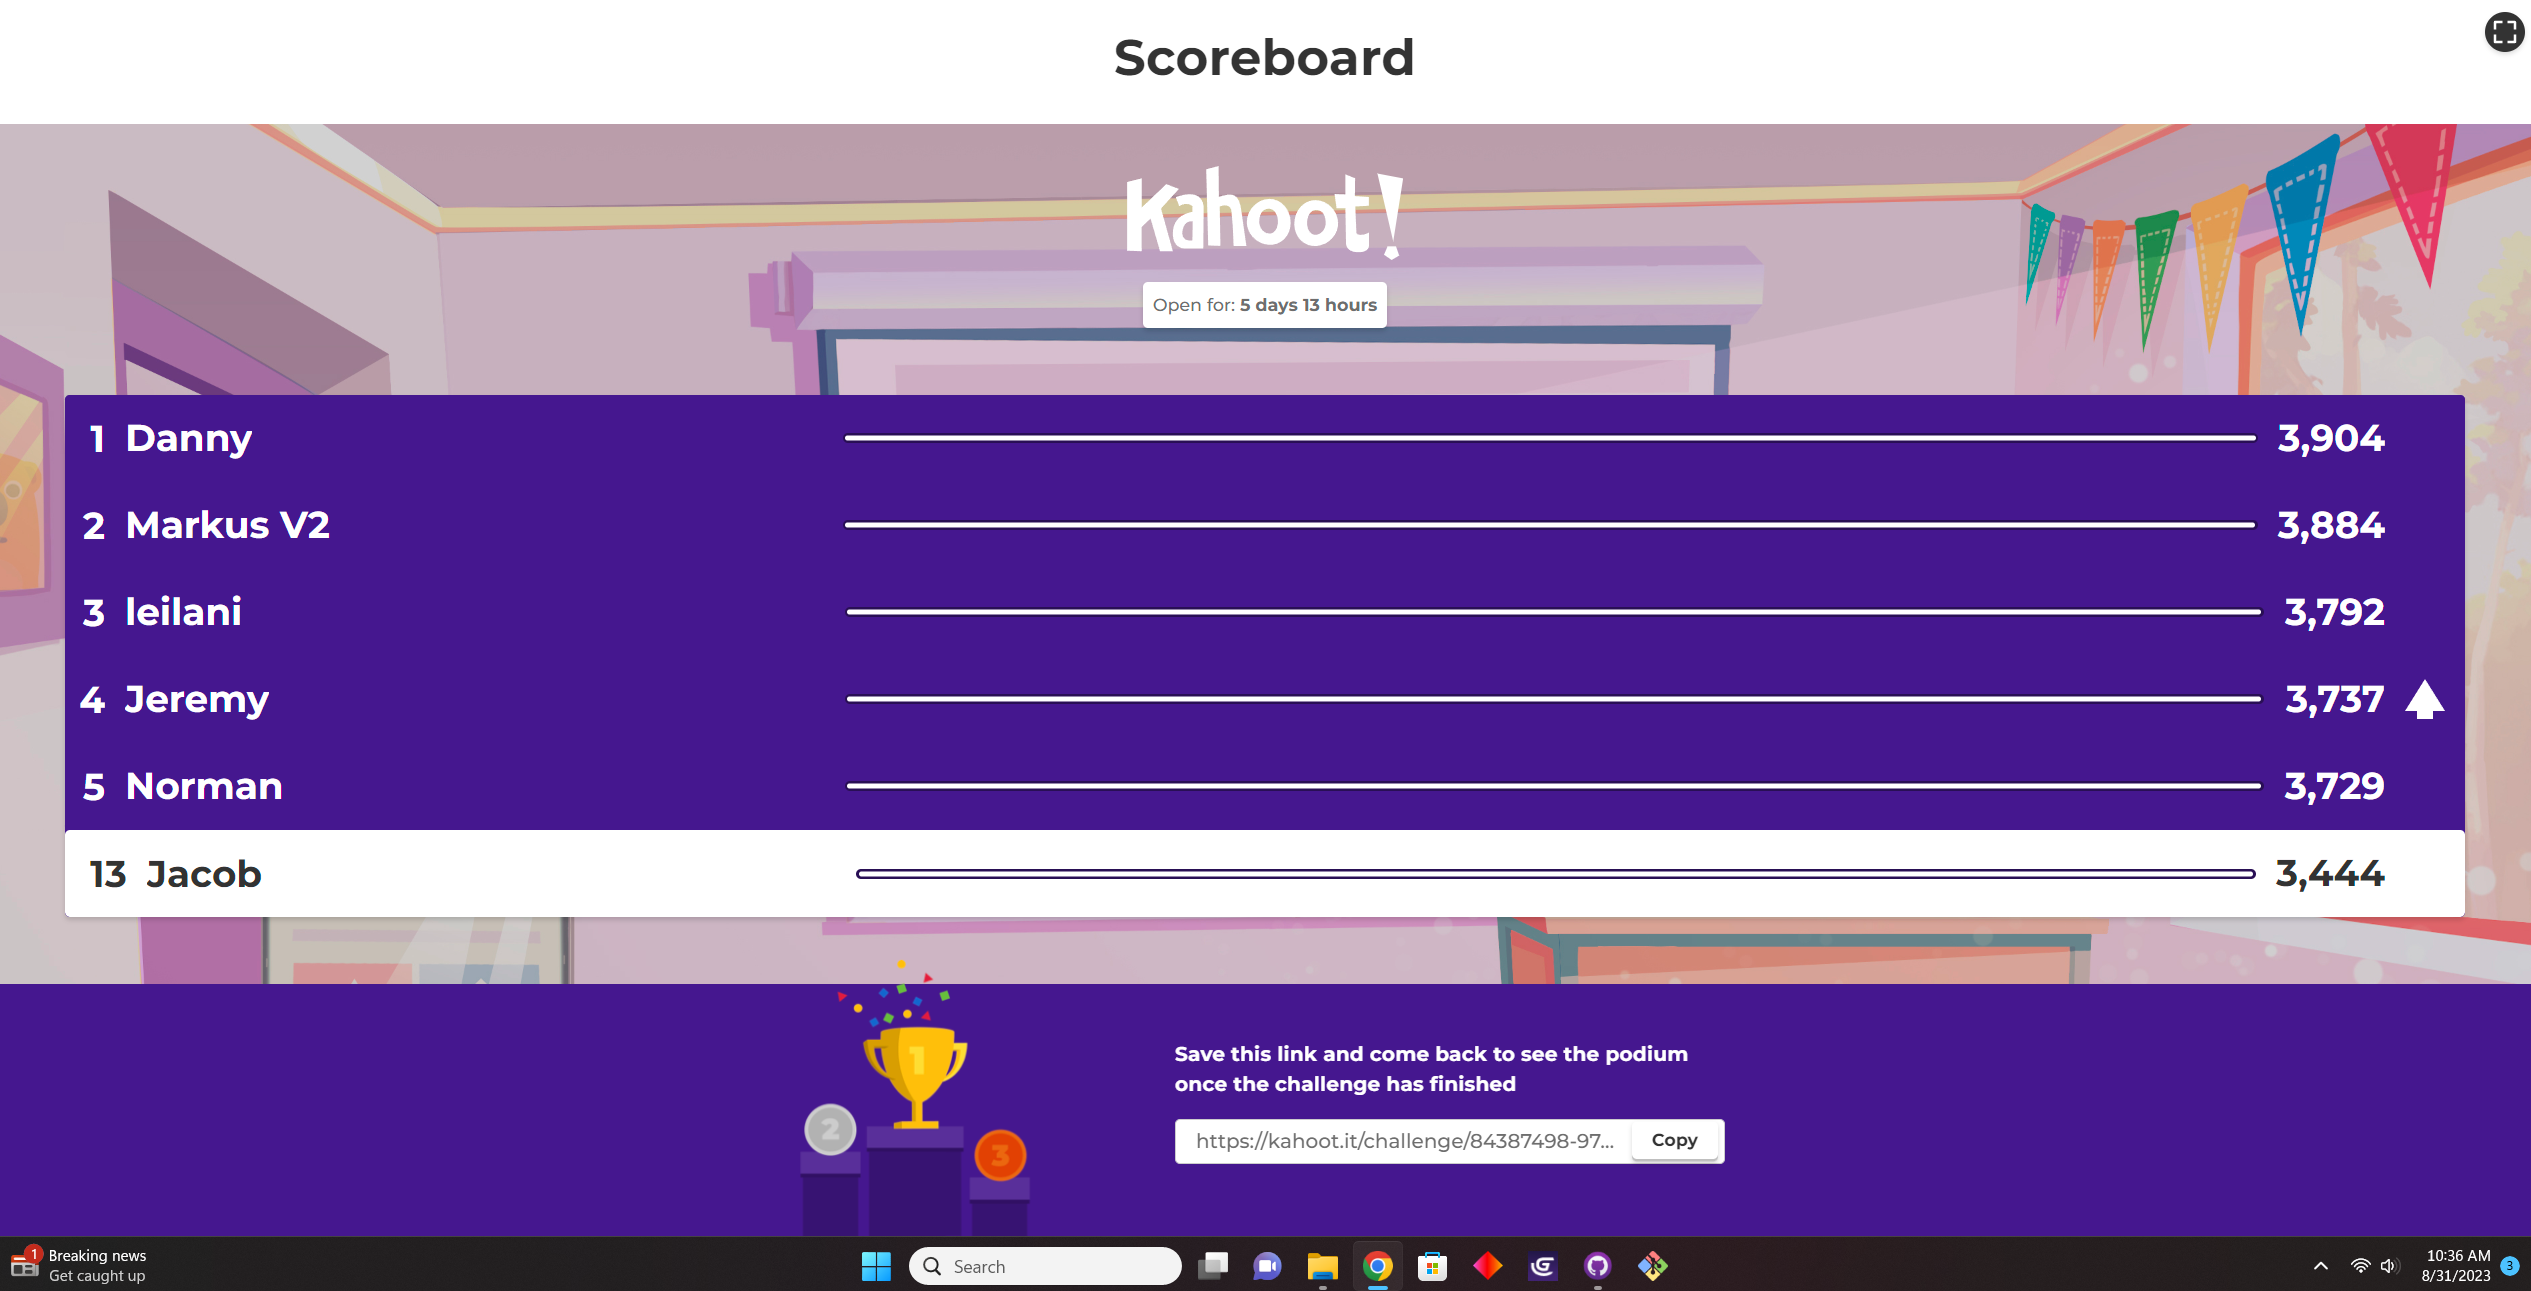 Scoreboard
Kahoot!
Open for: 5 days 13 hours
1 Danny 3,904
2 Markus V2 3,884
3 leilani 3,792
4 Jeremy 3,737
5 Norman 3,729
13 Jacob 3,444
1
2
3
Save this link and come back to see the podium
once the challenge has finished
https://kahoot.it/challenge/84387498-97... Copy
1
Breaking news
Get caught up
Search
10:36 AM
8/31/2023
3